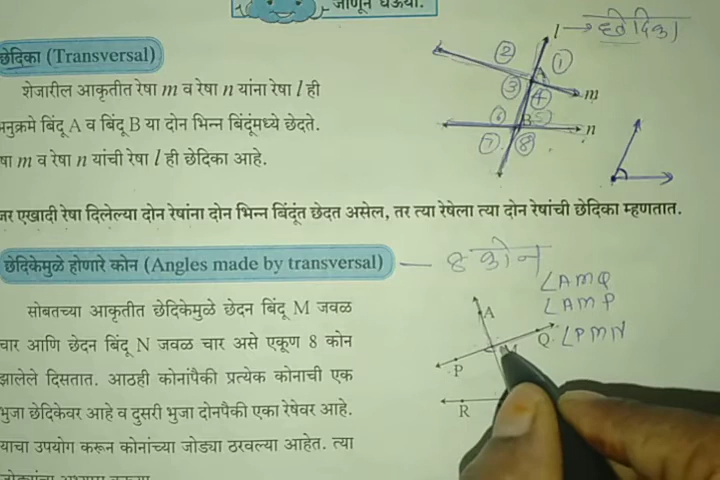 जाणून घऊया.
छेदिका (Transversal)
l → छेदिका
② ①
③ A ④
m
⑥ B ⑤
n
⑦ ⑧
शेजारील आकृतीत रेषा m व रेषा n यांना रेषा l ही
अनुक्रमे बिंदू A व बिंदू B या दोन भिन्न बिंदूंमध्ये छेदते.
षा m व रेषा n यांची रेषा l ही छेदिका आहे.
जर एखादी रेषा दिलेल्या दोन रेषांना दोन भिन्न बिंदूंत छेदत असेल, तर त्या रेषेला त्या दोन रेषांची छेदिका म्हणतात.
छेदिकेमुळे होणारे कोन (Angles made by transversal) — ८ कोन
∠AMQ
∠AMP
∠PMN
A
Q
M
P
R
सोबतच्या आकृतीत छेदिकेमुळे छेदन बिंदू M जवळ
चार आणि छेदन बिंदू N जवळ चार असे एकूण 8 कोन
झालेले दिसतात. आठही कोनांपैकी प्रत्येक कोनाची एक
भुजा छेदिकेवर आहे व दुसरी भुजा दोनपैकी एका रेषेवर आहे.
याचा उपयोग करून कोनांच्या जोड्या ठरवल्या आहेत. त्या